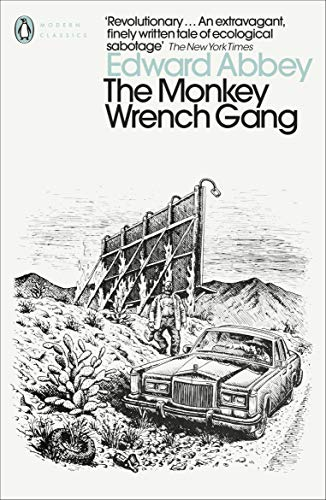 MODERN
CLASSICS
‘Revolutionary ... An extravagant,
finely written tale of ecological
sabotage’ The New York Times
Edward Abbey
The Monkey
Wrench Gang